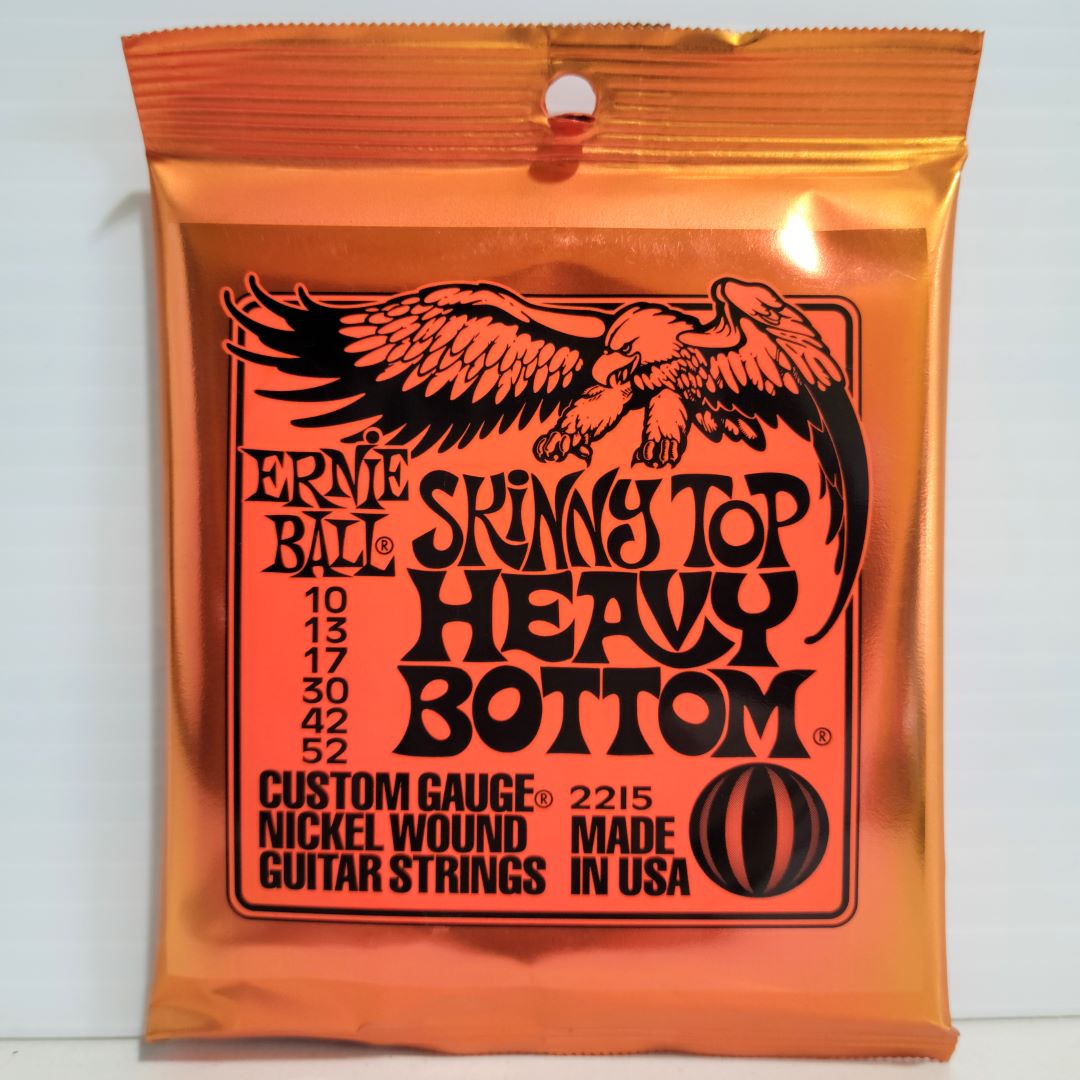 ERNiE
BALL®
SKiNNY TOP
HEAVY
BOTTOM®
10
13
17
30
42
52
CUSTOM GAUGE®
NICKEL WOUND
GUITAR STRINGS
2215
MADE
IN USA